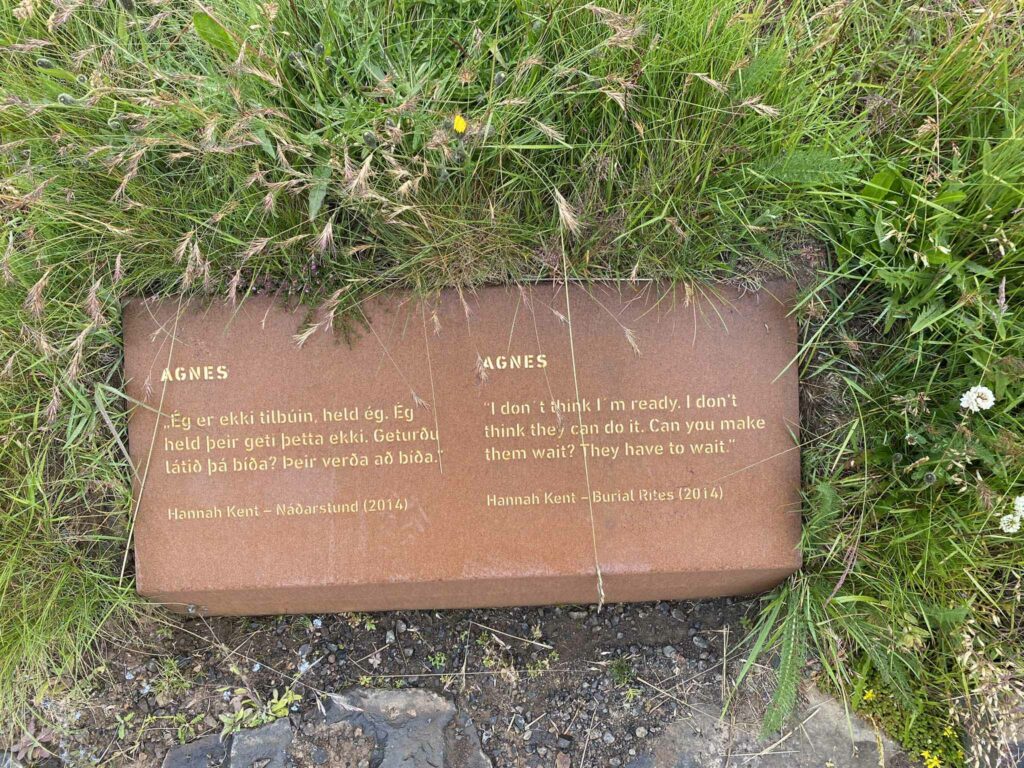 AGNES
„Ég er ekki tilbúin, held ég. Ég
held þeir geti þetta ekki. Geturðu
látið þá bíða? Þeir verða að bíða."
Hannah Kent – Náðarstund (2014)
AGNES
"I don´t think I´m ready. I don't
think they can do it. Can you make
them wait? They have to wait."
Hannah Kent – Burial Rites (2014)